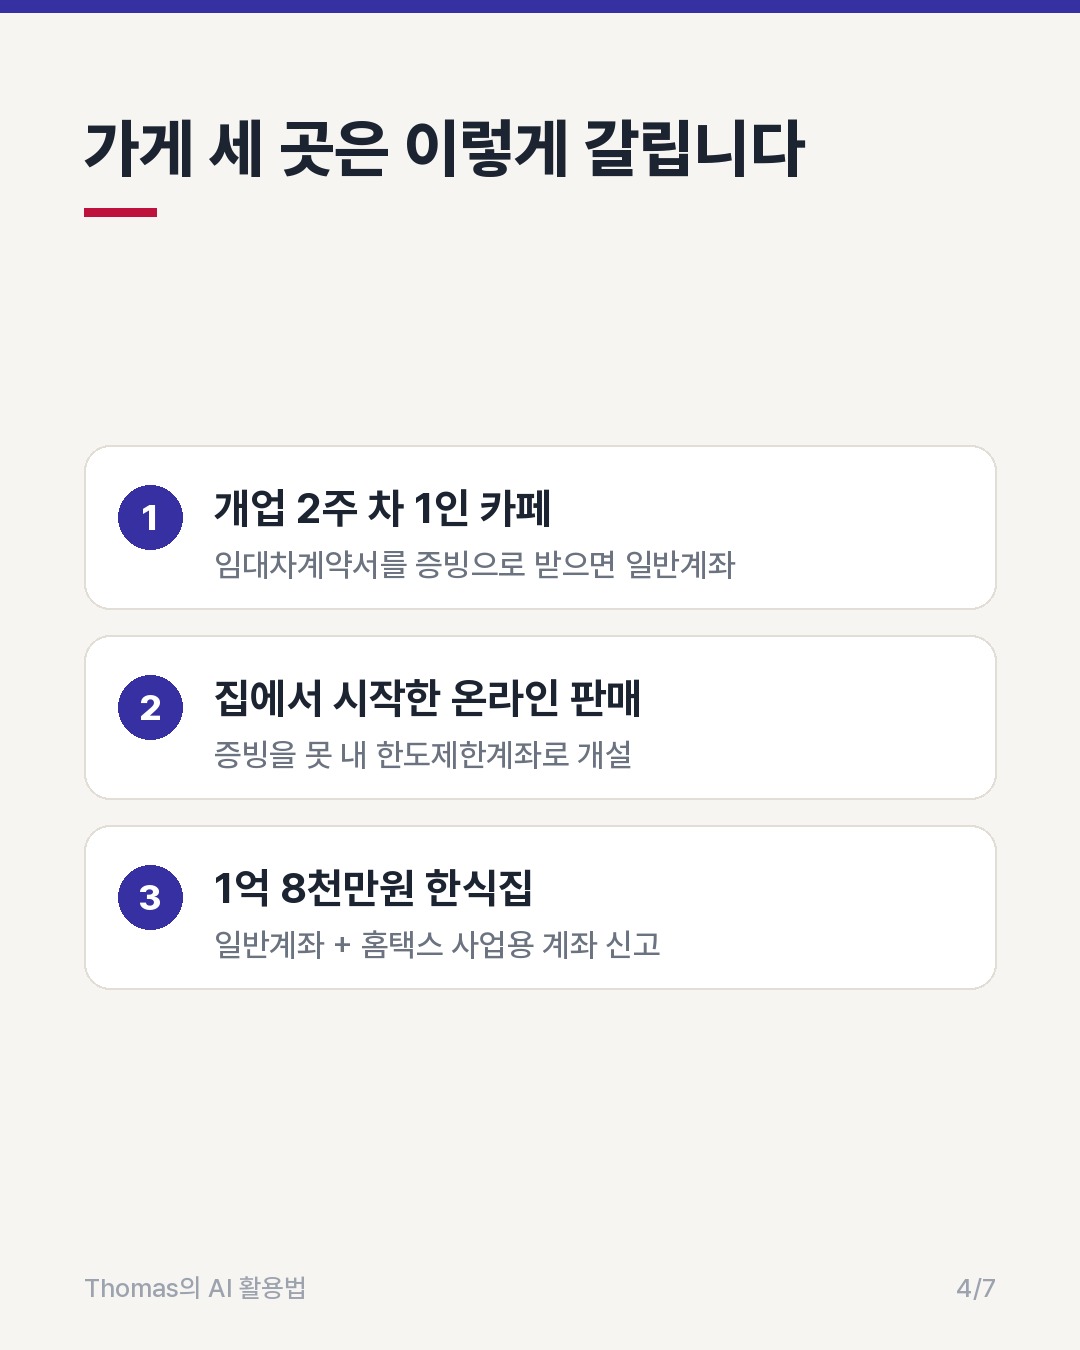 가게 세 곳은 이렇게 갈립니다
1
개업 2주 차 1인 카페
임대차계약서를 증빙으로 받으면 일반계좌
2
집에서 시작한 온라인 판매
증빙을 못 내 한도제한계좌로 개설
3
1억 8천만원 한식집
일반계좌 + 홈택스 사업용 계좌 신고
Thomas의 AI 활용법
4/7